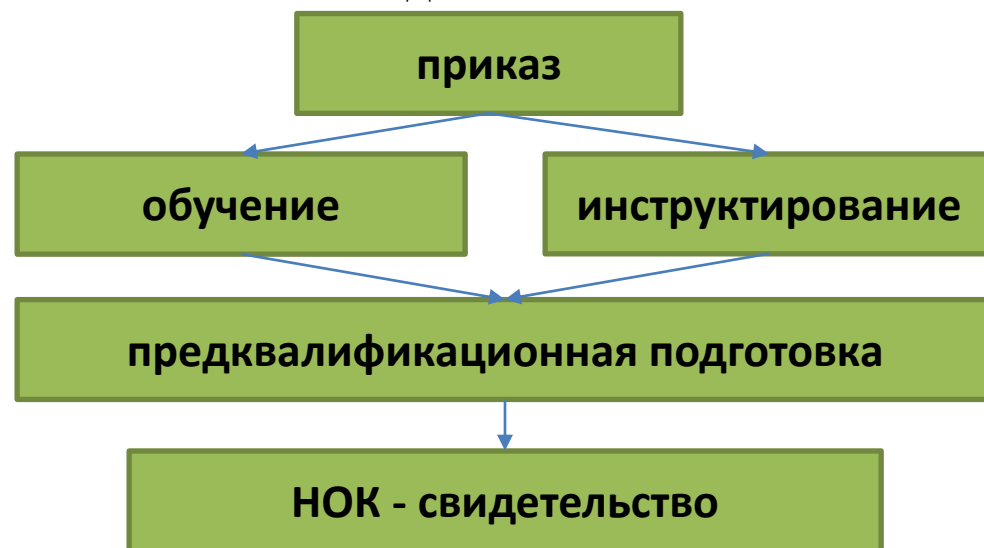 приказ
обучение
инструктирование
предквалификационная подготовка
НОК - свидетельство